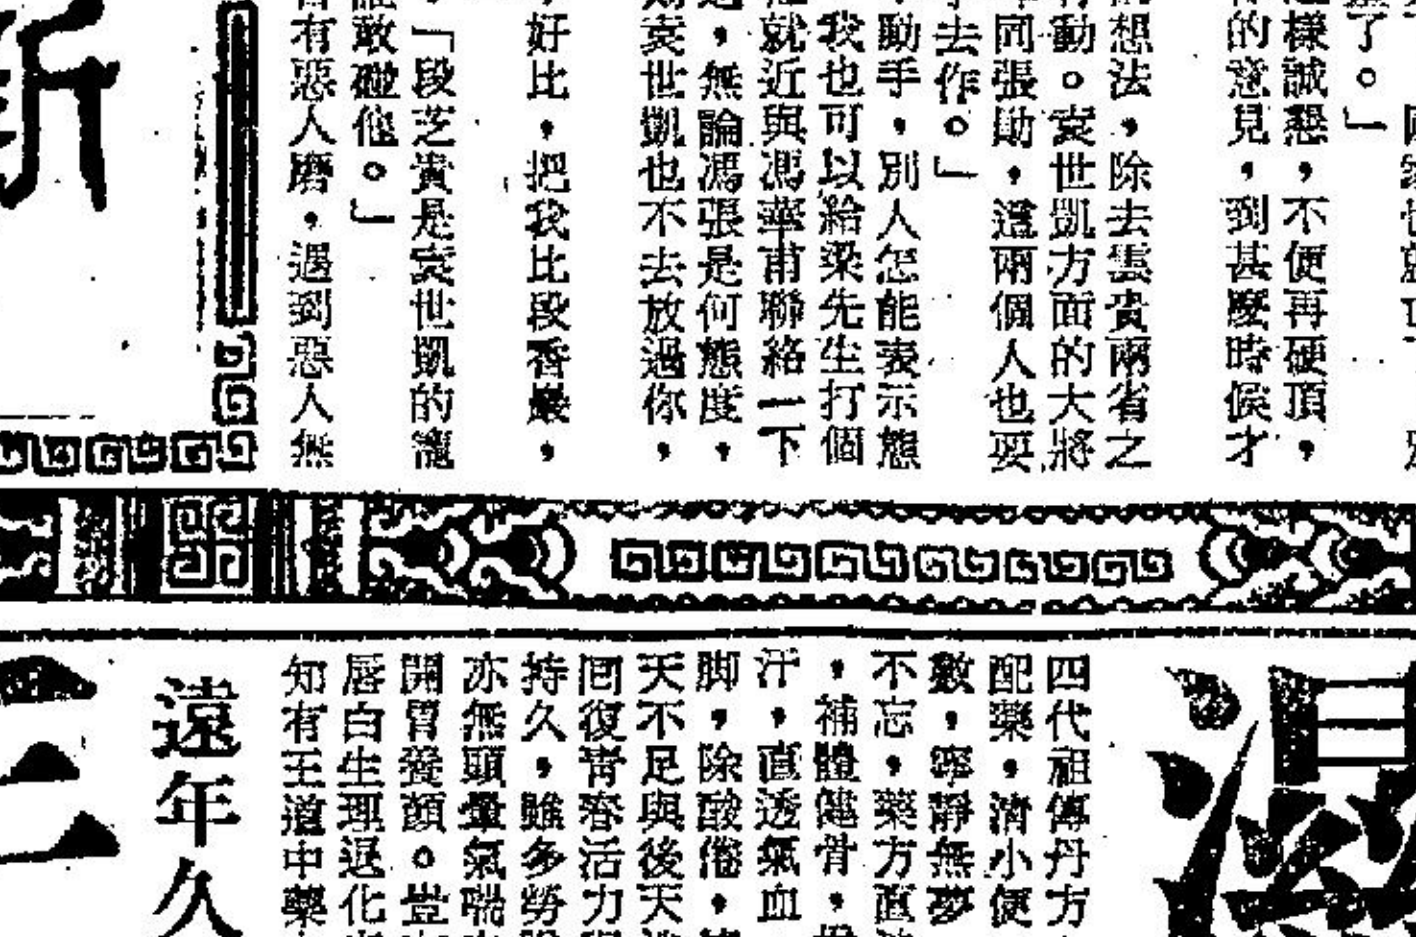 了。」
樣誠懇，不便再硬頂，
的意見，到甚麼時候才
想法，除去雲貴兩省之
動。袁世凱方面的大將
同張勛，這兩個人也要
去作。」
動手，別人怎能表示態
我也可以給梁先生打個
就近與馮華甫聯絡一下
，無論馮張是何態度，
袁世凱也不去放過你，
好比，把我比段香巖，
「段芝貴是袁世凱的寵
敢碰他。」
有惡人磨，遇到惡人無
四代祖傳丹方
配藥，清小便
數，寧靜無夢
不忘，藥方直
，補體健骨，
汗，直透氣血
脚，除酸倦，
天不足與後天
回復青春活力
持久，雖多勞
亦無頭暈氣喘
開胃養顏。豈
唇白生理退化
知有王道中藥
遠年久